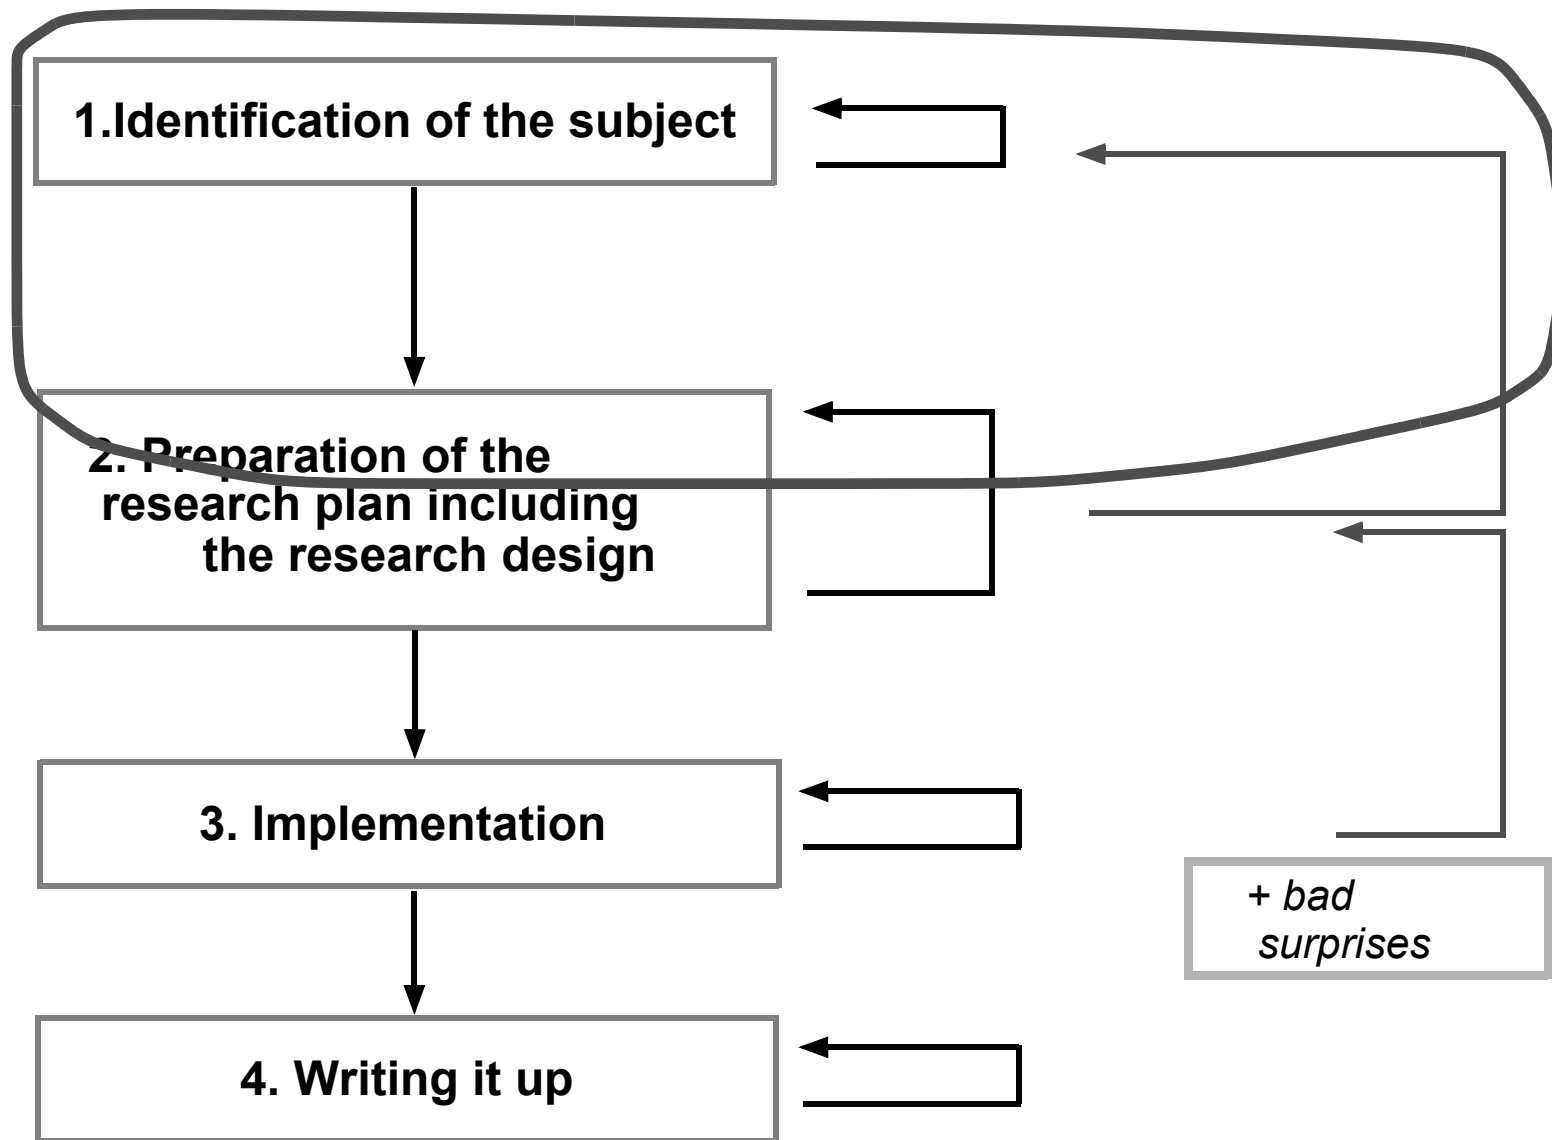 1.Identification of the subject
2. Preparation of the
research plan including
the research design
3. Implementation
+ bad
surprises
4. Writing it up